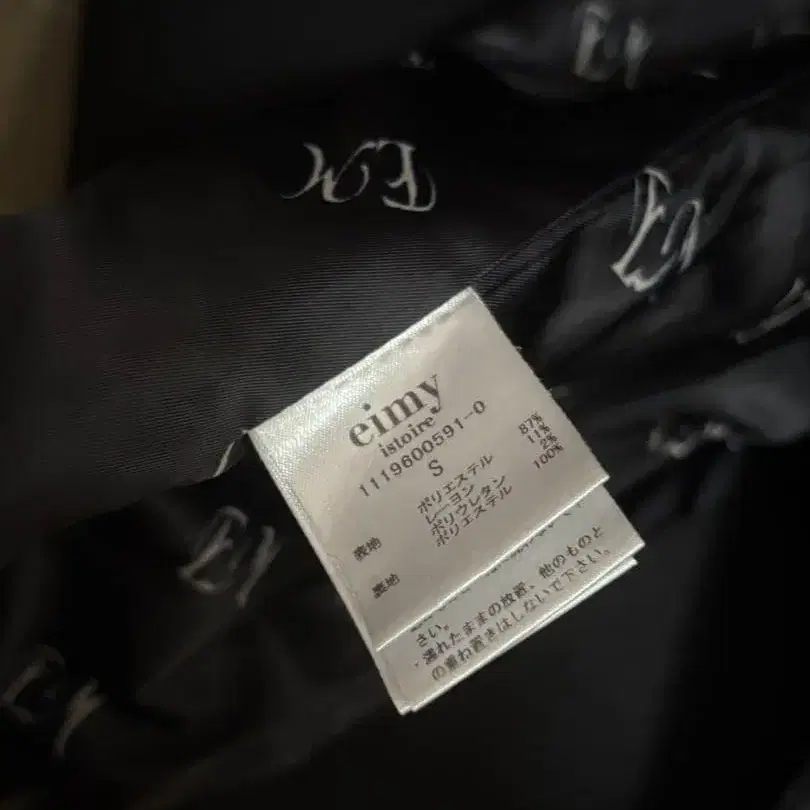 eimy
istoire
1119600591-0
S
表地 ポリエステル 87%
レーヨン 11%
ポリウレタン 2%
裏地 ポリエステル 100%
さい。
・濡れたままの放置、他のものと
の重ね置きはしないで下さい。